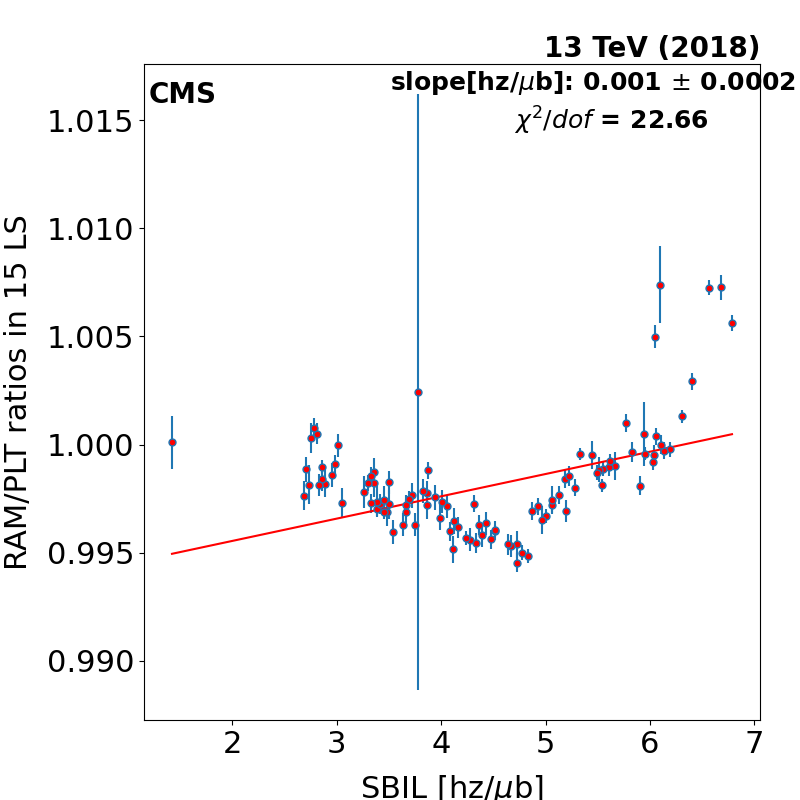 13 TeV (2018)
CMS
slope[hz/μb]: 0.001 ± 0.0002
χ²/dof = 22.66
RAM/PLT ratios in 15 LS
1.015
1.010
1.005
1.000
0.995
0.990
2 3 4 5 6 7
SBIL [hz/μb]